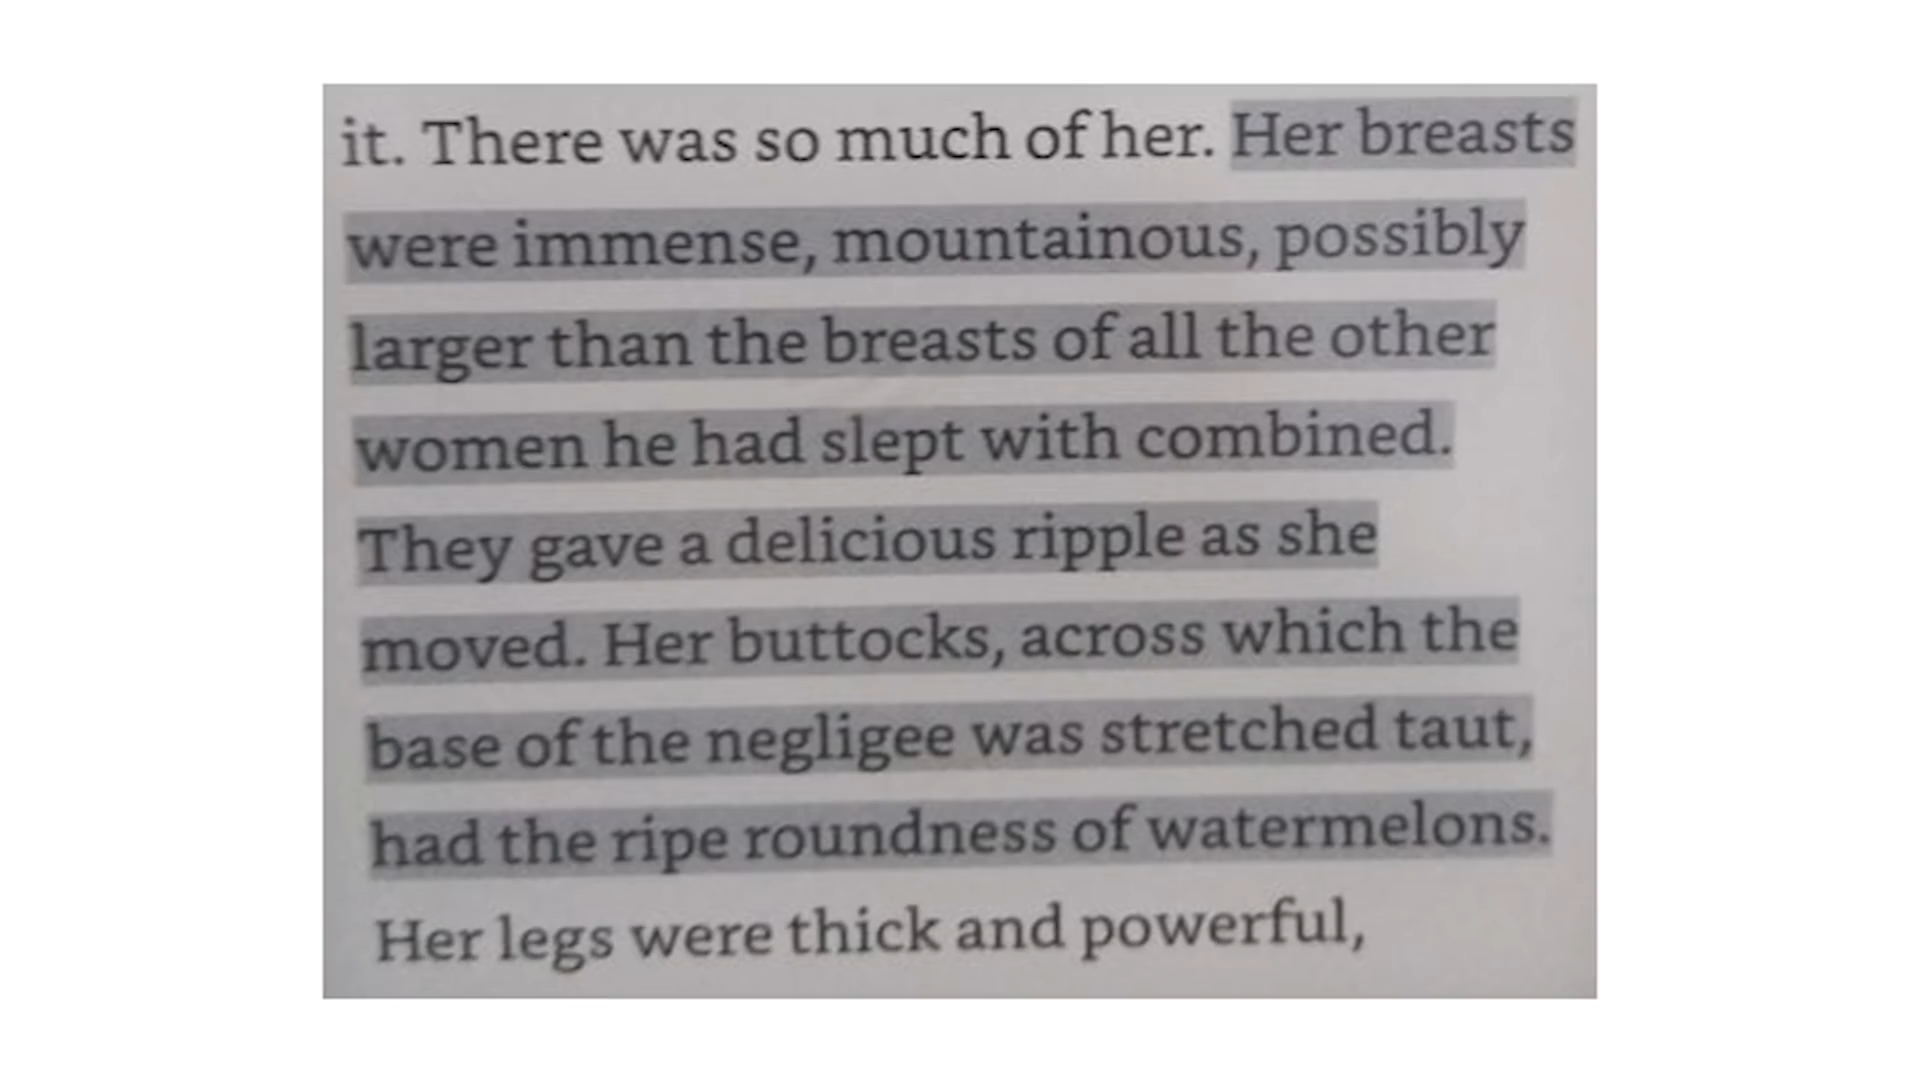 it. There was so much of her. Her breasts
were immense, mountainous, possibly
larger than the breasts of all the other
women he had slept with combined.
They gave a delicious ripple as she
moved. Her buttocks, across which the
base of the negligee was stretched taut,
had the ripe roundness of watermelons.
Her legs were thick and powerful,